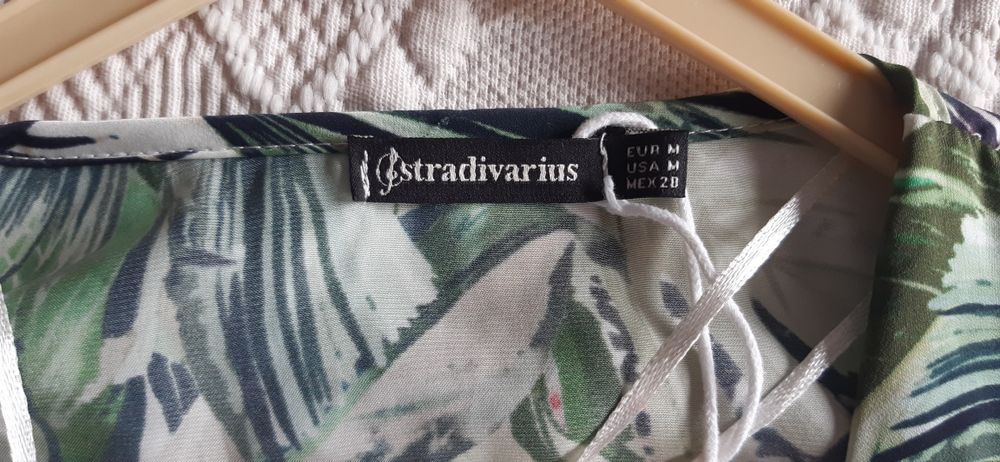 stradivarius
EUR M
USA M
MEX 28